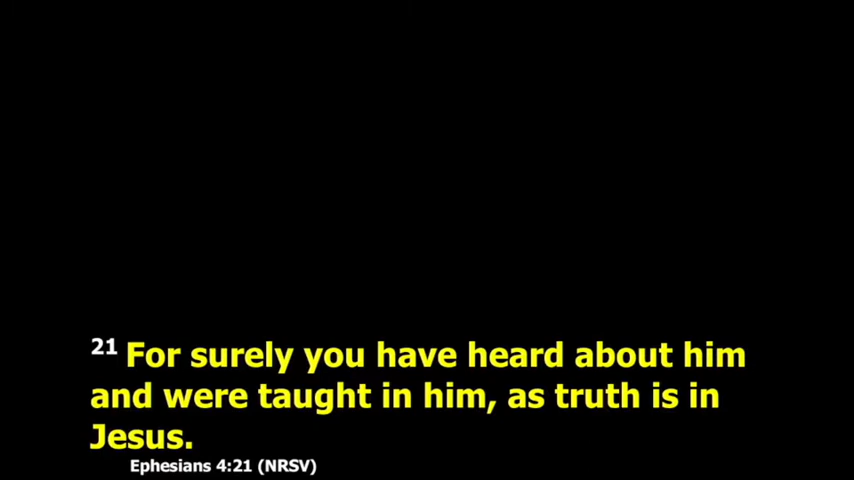 21 For surely you have heard about him
and were taught in him, as truth is in
Jesus.
Ephesians 4:21 (NRSV)